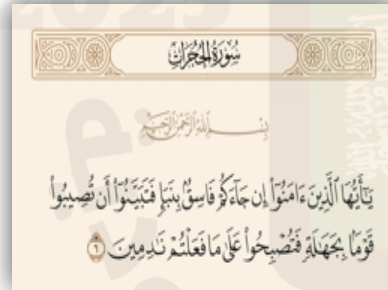 سُورَةُ الحُجُرَاتِ
بِسْمِ اللَّهِ الرَّحْمَٰنِ الرَّحِيمِ
يَٰٓأَيُّهَا ٱلَّذِينَ ءَامَنُوٓا۟ إِن جَآءَكُمْ فَاسِقٌۢ بِنَبَإٍ فَتَبَيَّنُوٓا۟ أَن تُصِيبُوا۟
قَوْمًۢا بِجَهَٰلَةٍ فَتُصْبِحُوا۟ عَلَىٰ مَا فَعَلْتُمْ نَٰدِمِينَ ٦